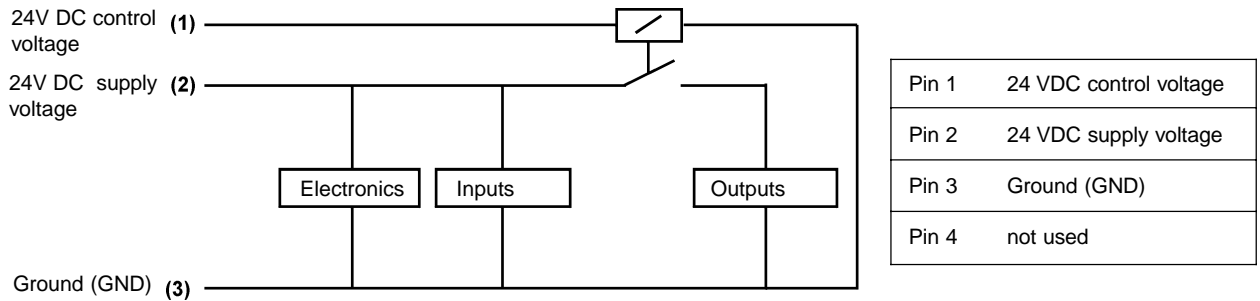 24V DC control (1)
voltage
24V DC supply (2)
voltage
Electronics Inputs Outputs
Ground (GND) (3)
Pin 1 24 VDC control voltage
Pin 2 24 VDC supply voltage
Pin 3 Ground (GND)
Pin 4 not used